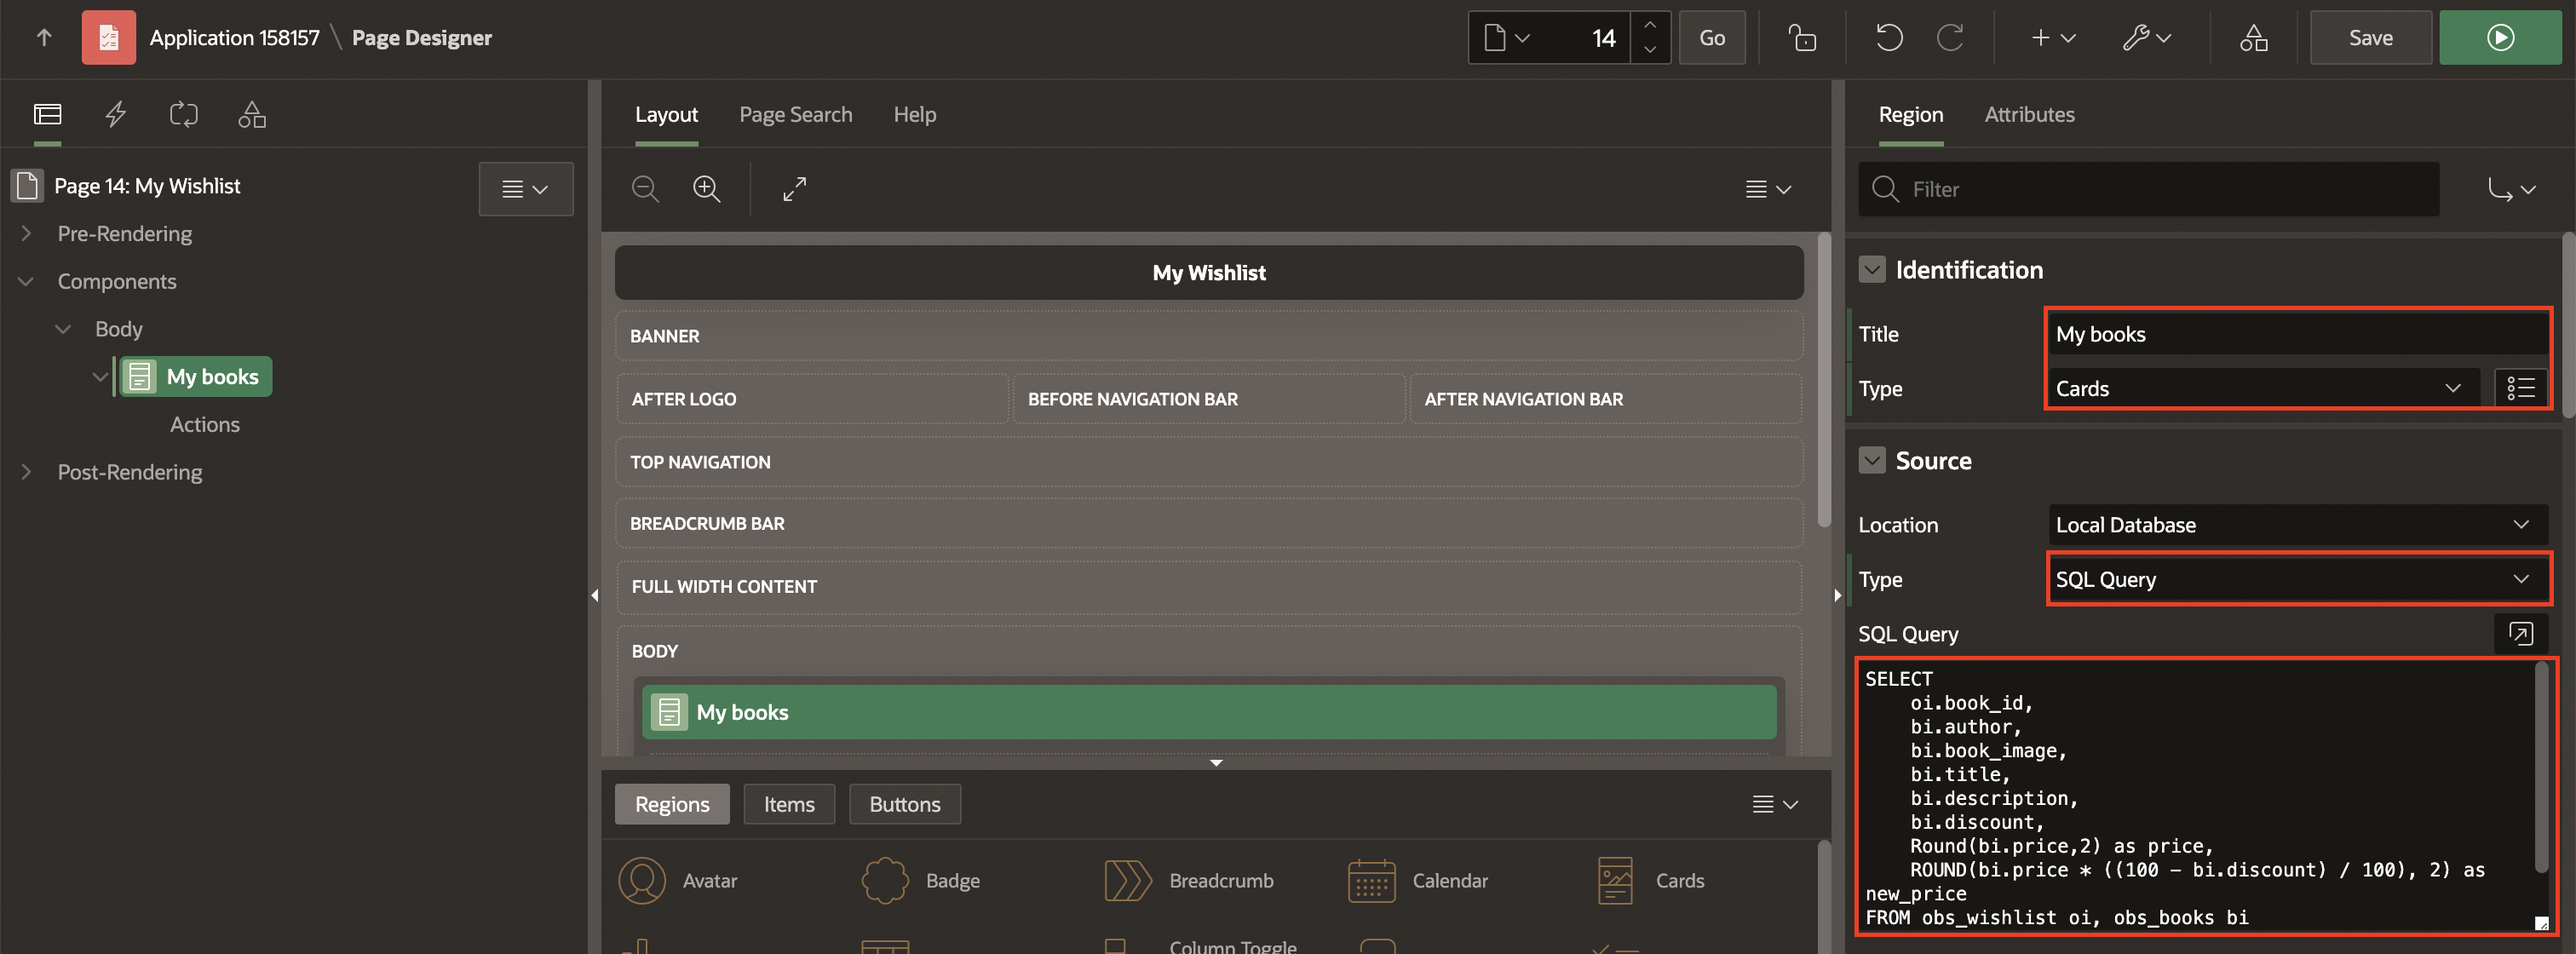 Application 158157 \ Page Designer
14
Go
Save
Page 14: My Wishlist
Pre-Rendering
Components
Body
My books
Actions
Post-Rendering
Layout
Page Search
Help
My Wishlist
BANNER
AFTER LOGO
BEFORE NAVIGATION BAR
AFTER NAVIGATION BAR
TOP NAVIGATION
BREADCRUMB BAR
FULL WIDTH CONTENT
BODY
My books
Regions
Items
Buttons
Avatar
Badge
Breadcrumb
Calendar
Cards
Column Toggle
Region
Attributes
Filter
Identification
Title
My books
Type
Cards
Source
Location
Local Database
Type
SQL Query
SQL Query
SELECT
oi.book_id,
bi.author,
bi.book_image,
bi.title,
bi.description,
bi.discount,
Round(bi.price,2) as price,
ROUND(bi.price * ((100 - bi.discount) / 100), 2) as
new_price
FROM obs_wishlist oi, obs_books bi